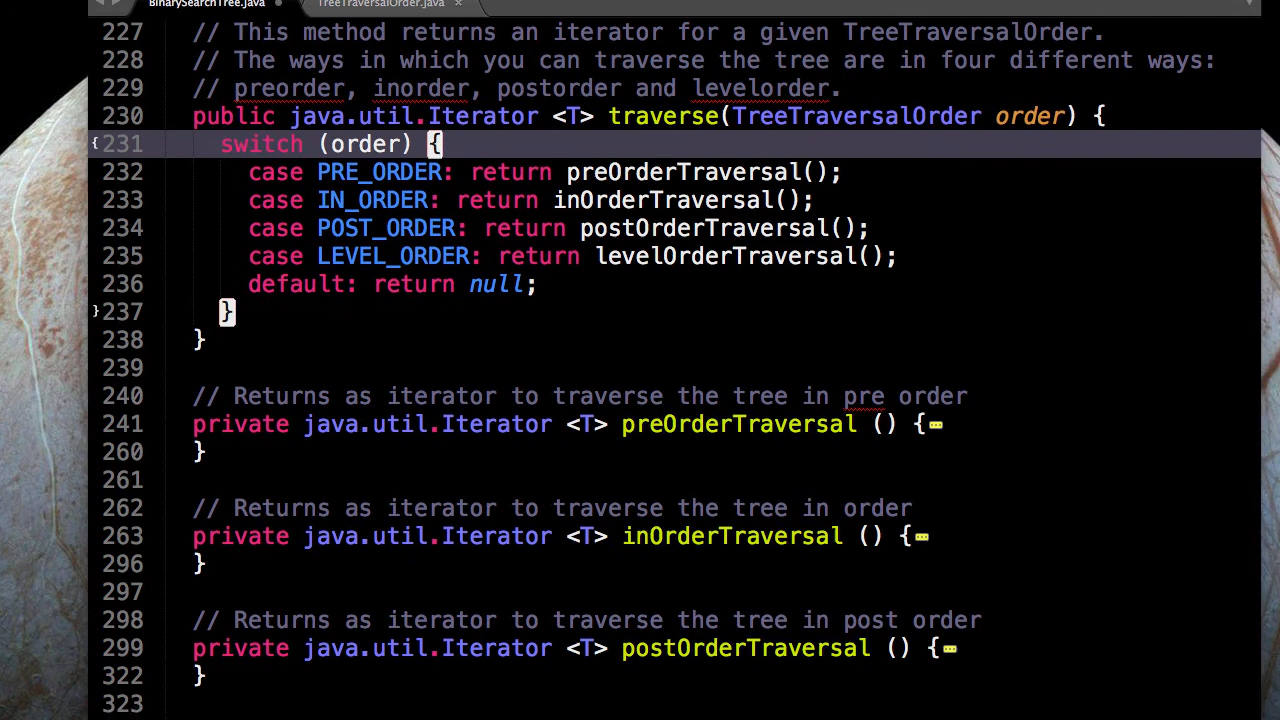 BinarySearchTree.java TreeTraversalOrder.java ×
227 // This method returns an iterator for a given TreeTraversalOrder.
228 // The ways in which you can traverse the tree are in four different ways:
229 // preorder, inorder, postorder and levelorder.
230 public java.util.Iterator <T> traverse(TreeTraversalOrder order) {
{231 switch (order) {
232 case PRE_ORDER: return preOrderTraversal();
233 case IN_ORDER: return inOrderTraversal();
234 case POST_ORDER: return postOrderTraversal();
235 case LEVEL_ORDER: return levelOrderTraversal();
236 default: return null;
}237 }
238 }
239
240 // Returns as iterator to traverse the tree in pre order
241 private java.util.Iterator <T> preOrderTraversal () {
260 }
261
262 // Returns as iterator to traverse the tree in order
263 private java.util.Iterator <T> inOrderTraversal () {
296 }
297
298 // Returns as iterator to traverse the tree in post order
299 private java.util.Iterator <T> postOrderTraversal () {
322 }
323